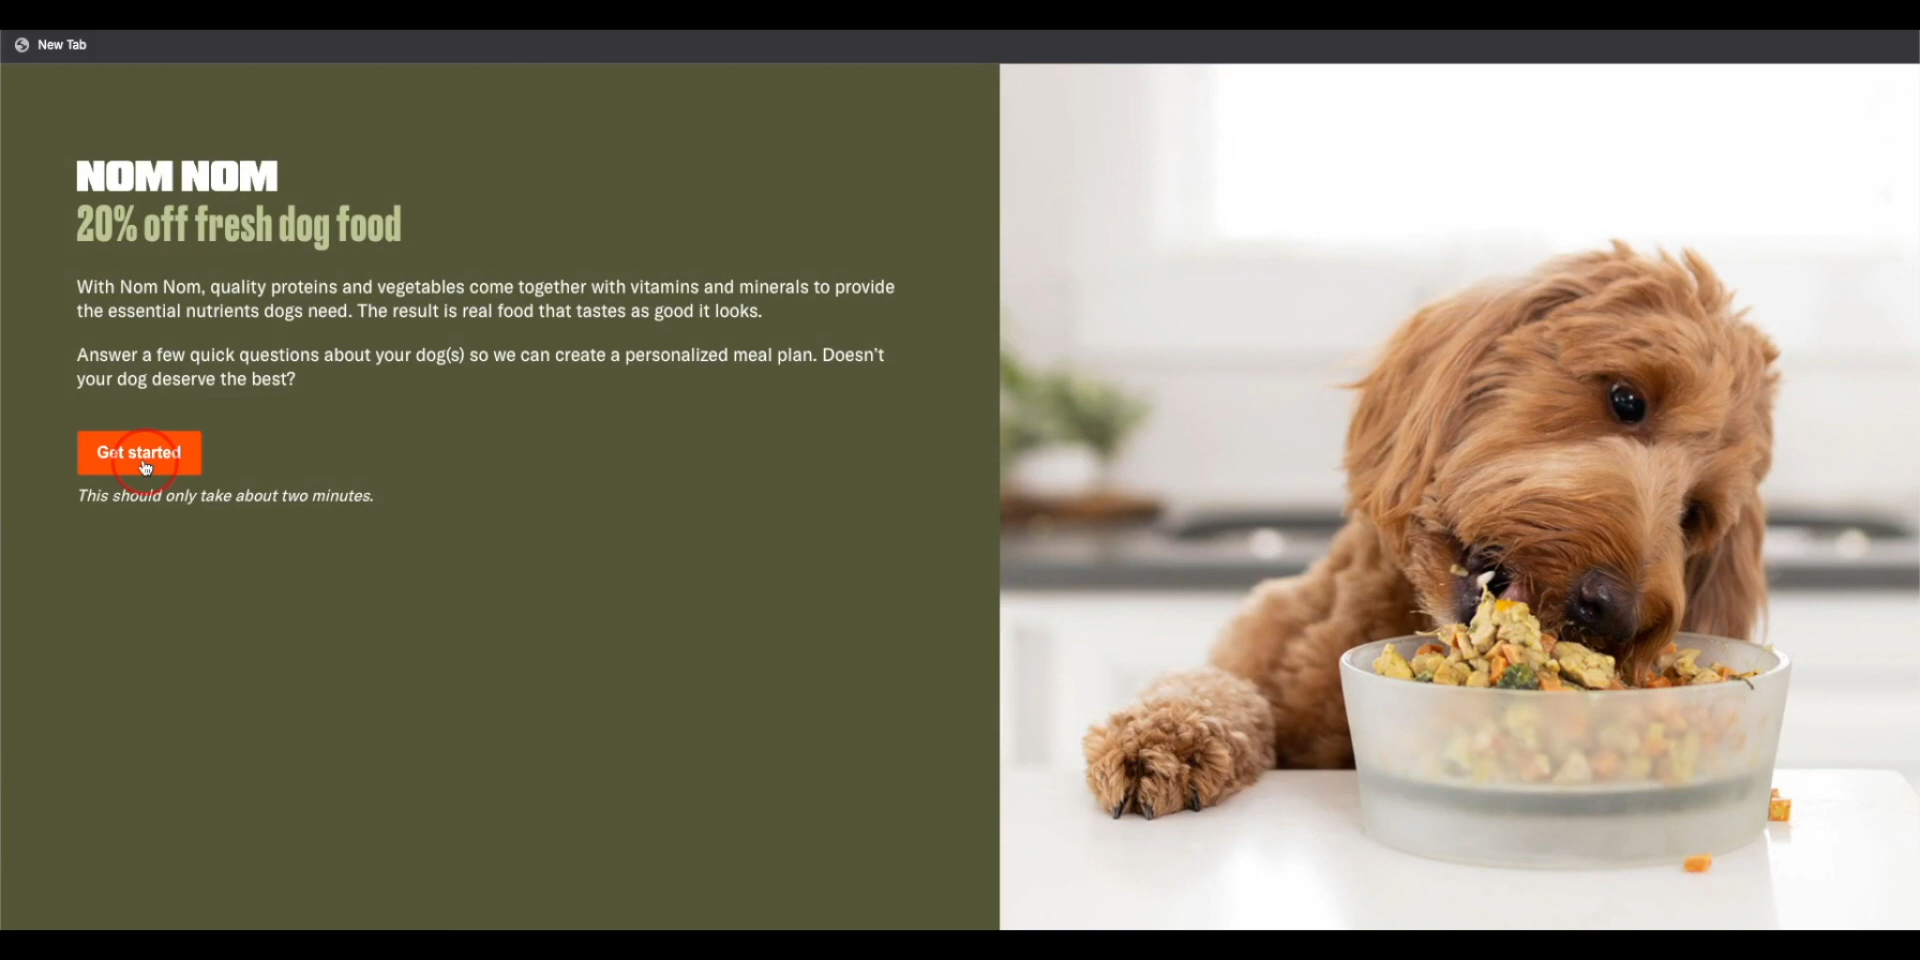 New Tab
NOM NOM
20% off fresh dog food
With Nom Nom, quality proteins and vegetables come together with vitamins and minerals to provide
the essential nutrients dogs need. The result is real food that tastes as good it looks.
Answer a few quick questions about your dog(s) so we can create a personalized meal plan. Doesn't
your dog deserve the best?
Get started
This should only take about two minutes.